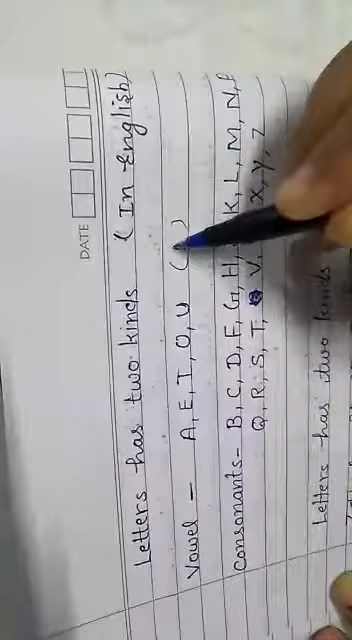 DATE
Letters has two kinds (In English)
Vowel - A, E, I, O, U ( )
Consonants- B, C, D, F, G, H, K, L, M, N, P
Q, R, S, T, V, X, Y, Z
Letters has two kinds